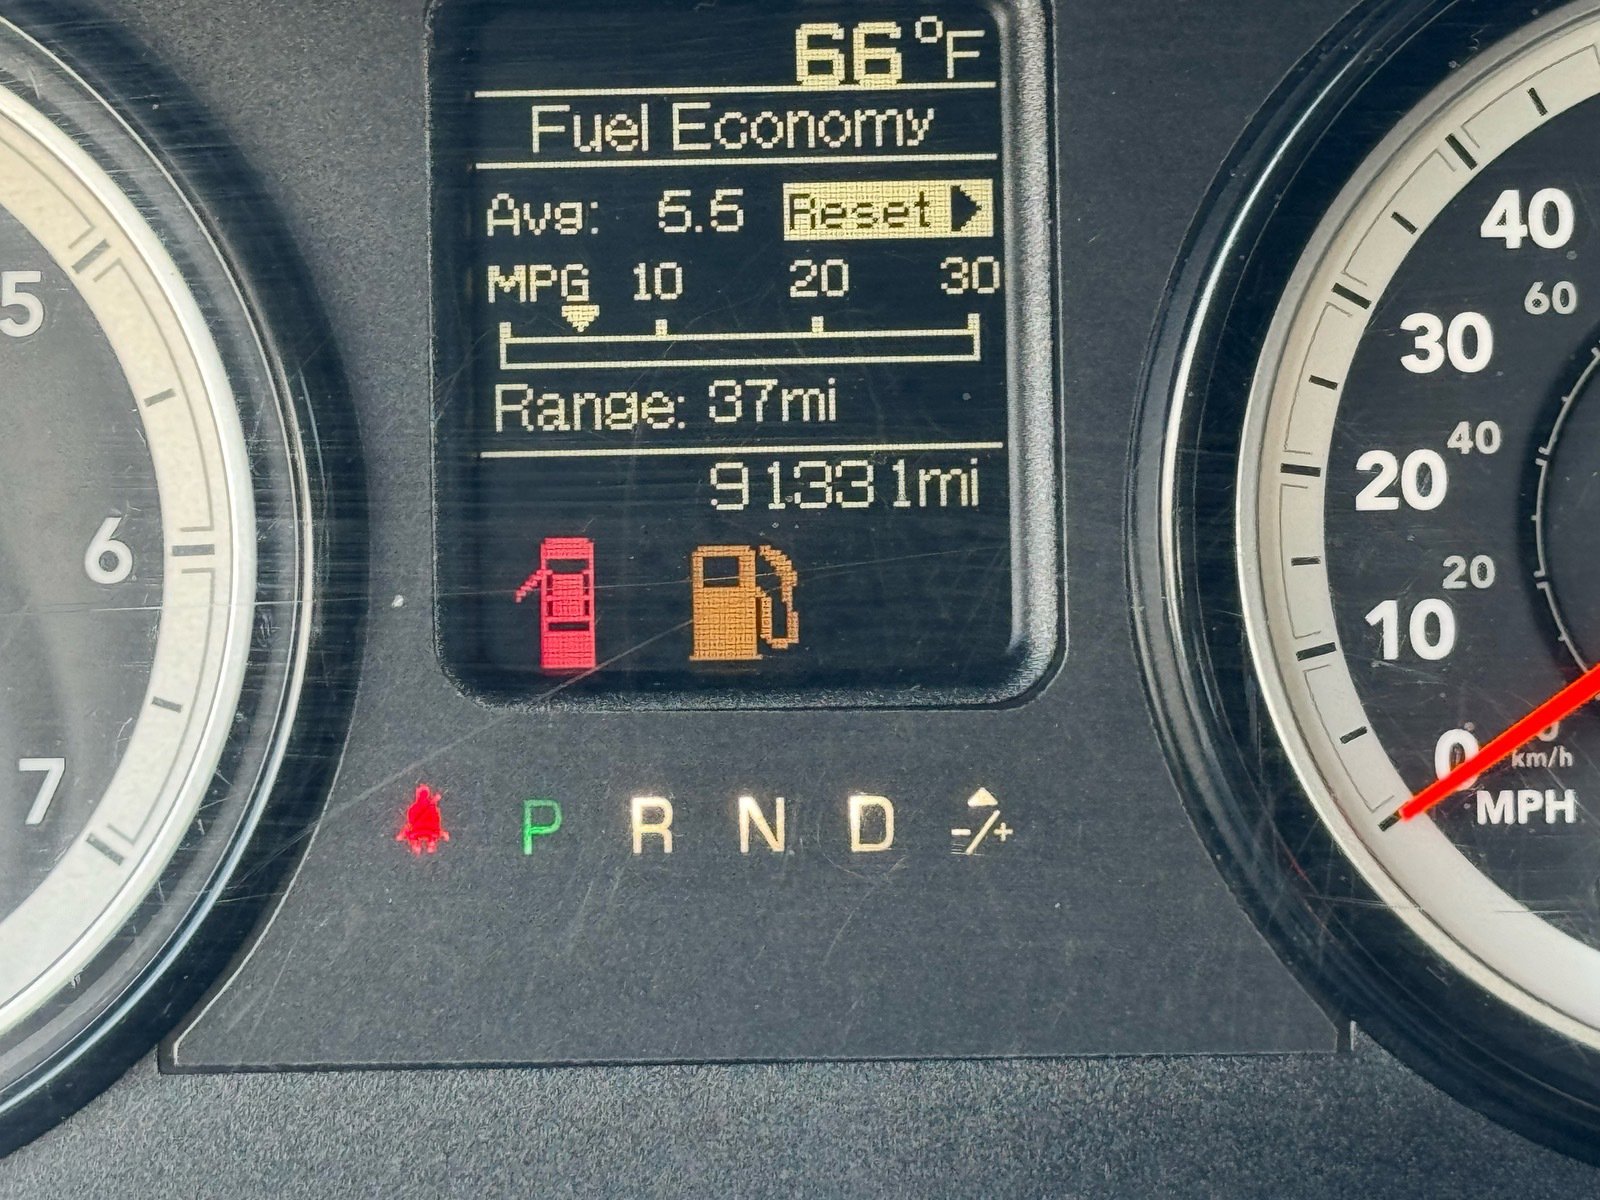 66°F
Fuel Economy
Avg: 5.5 Reset
MPG 10 20 30
Range: 37mi
91331mi
P R N D -/+
5
6
7
40
60
30
40
20
20
10
0
km/h
MPH